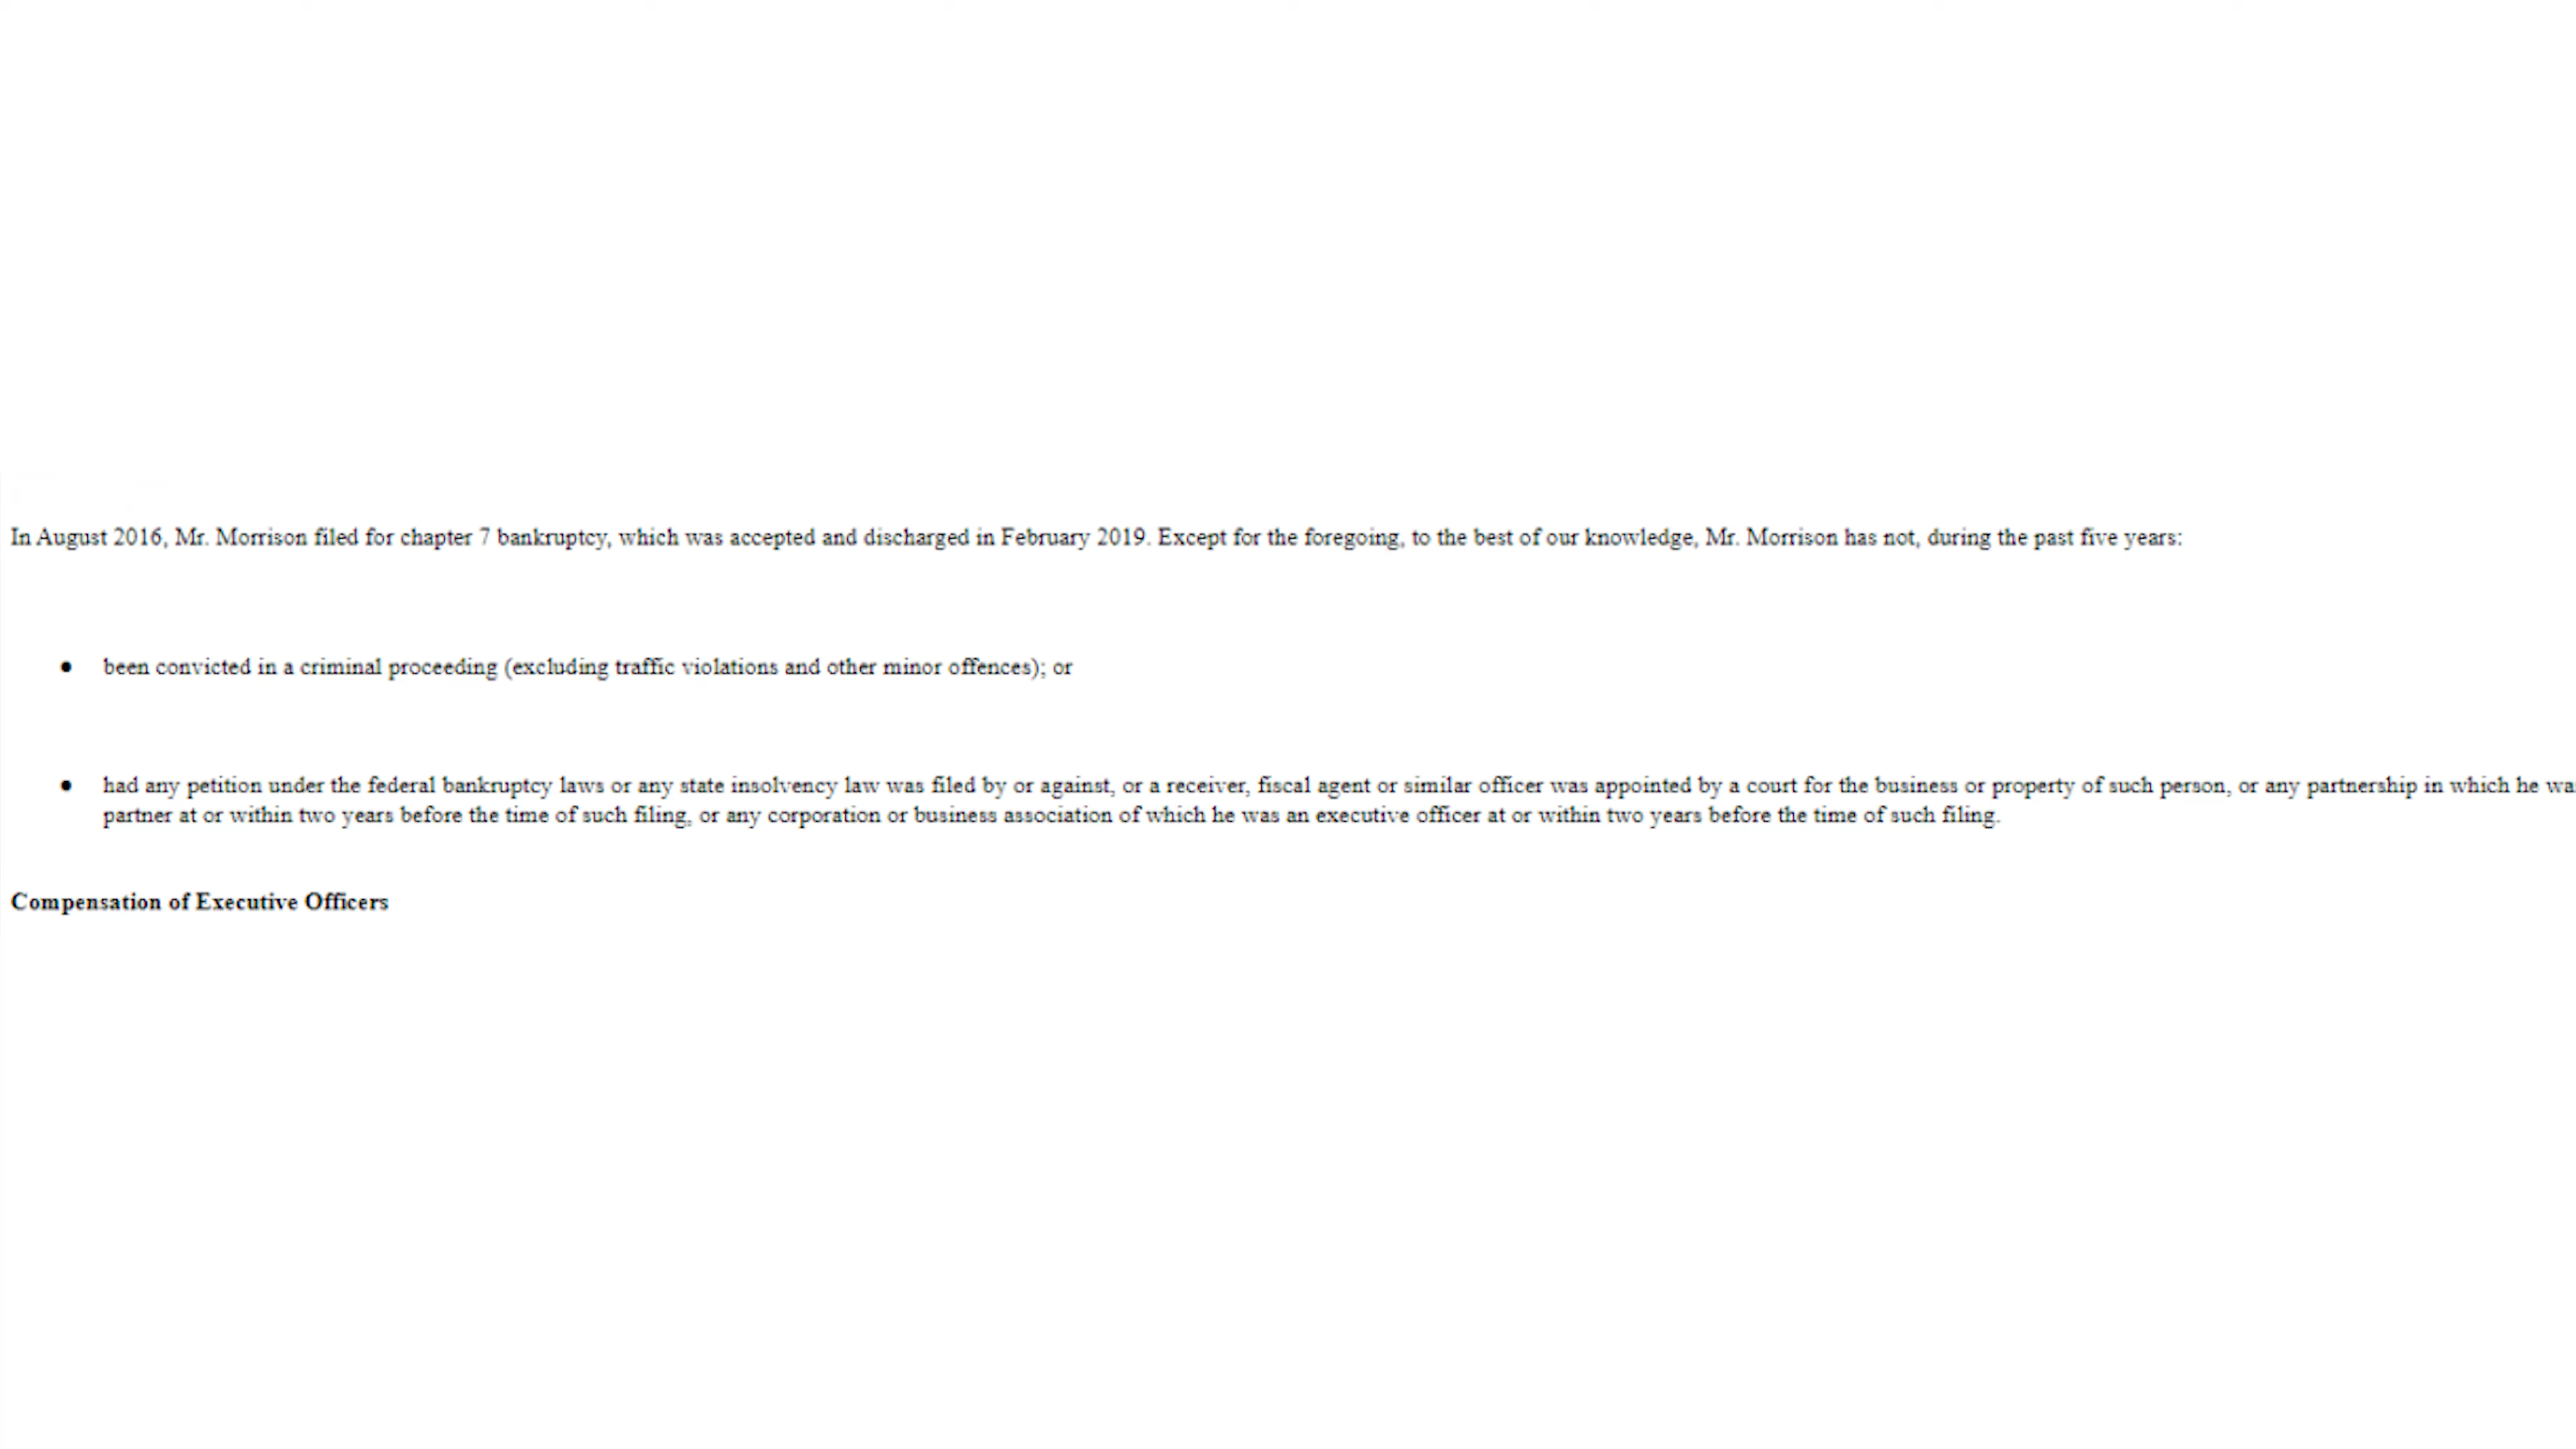 In August 2016, Mr. Morrison filed for chapter 7 bankruptcy, which was accepted and discharged in February 2019. Except for the foregoing, to the best of our knowledge, Mr. Morrison has not, during the past five years:
● been convicted in a criminal proceeding (excluding traffic violations and other minor offences); or
● had any petition under the federal bankruptcy laws or any state insolvency law was filed by or against, or a receiver, fiscal agent or similar officer was appointed by a court for the business or property of such person, or any partnership in which he wa
partner at or within two years before the time of such filing, or any corporation or business association of which he was an executive officer at or within two years before the time of such filing.
Compensation of Executive Officers